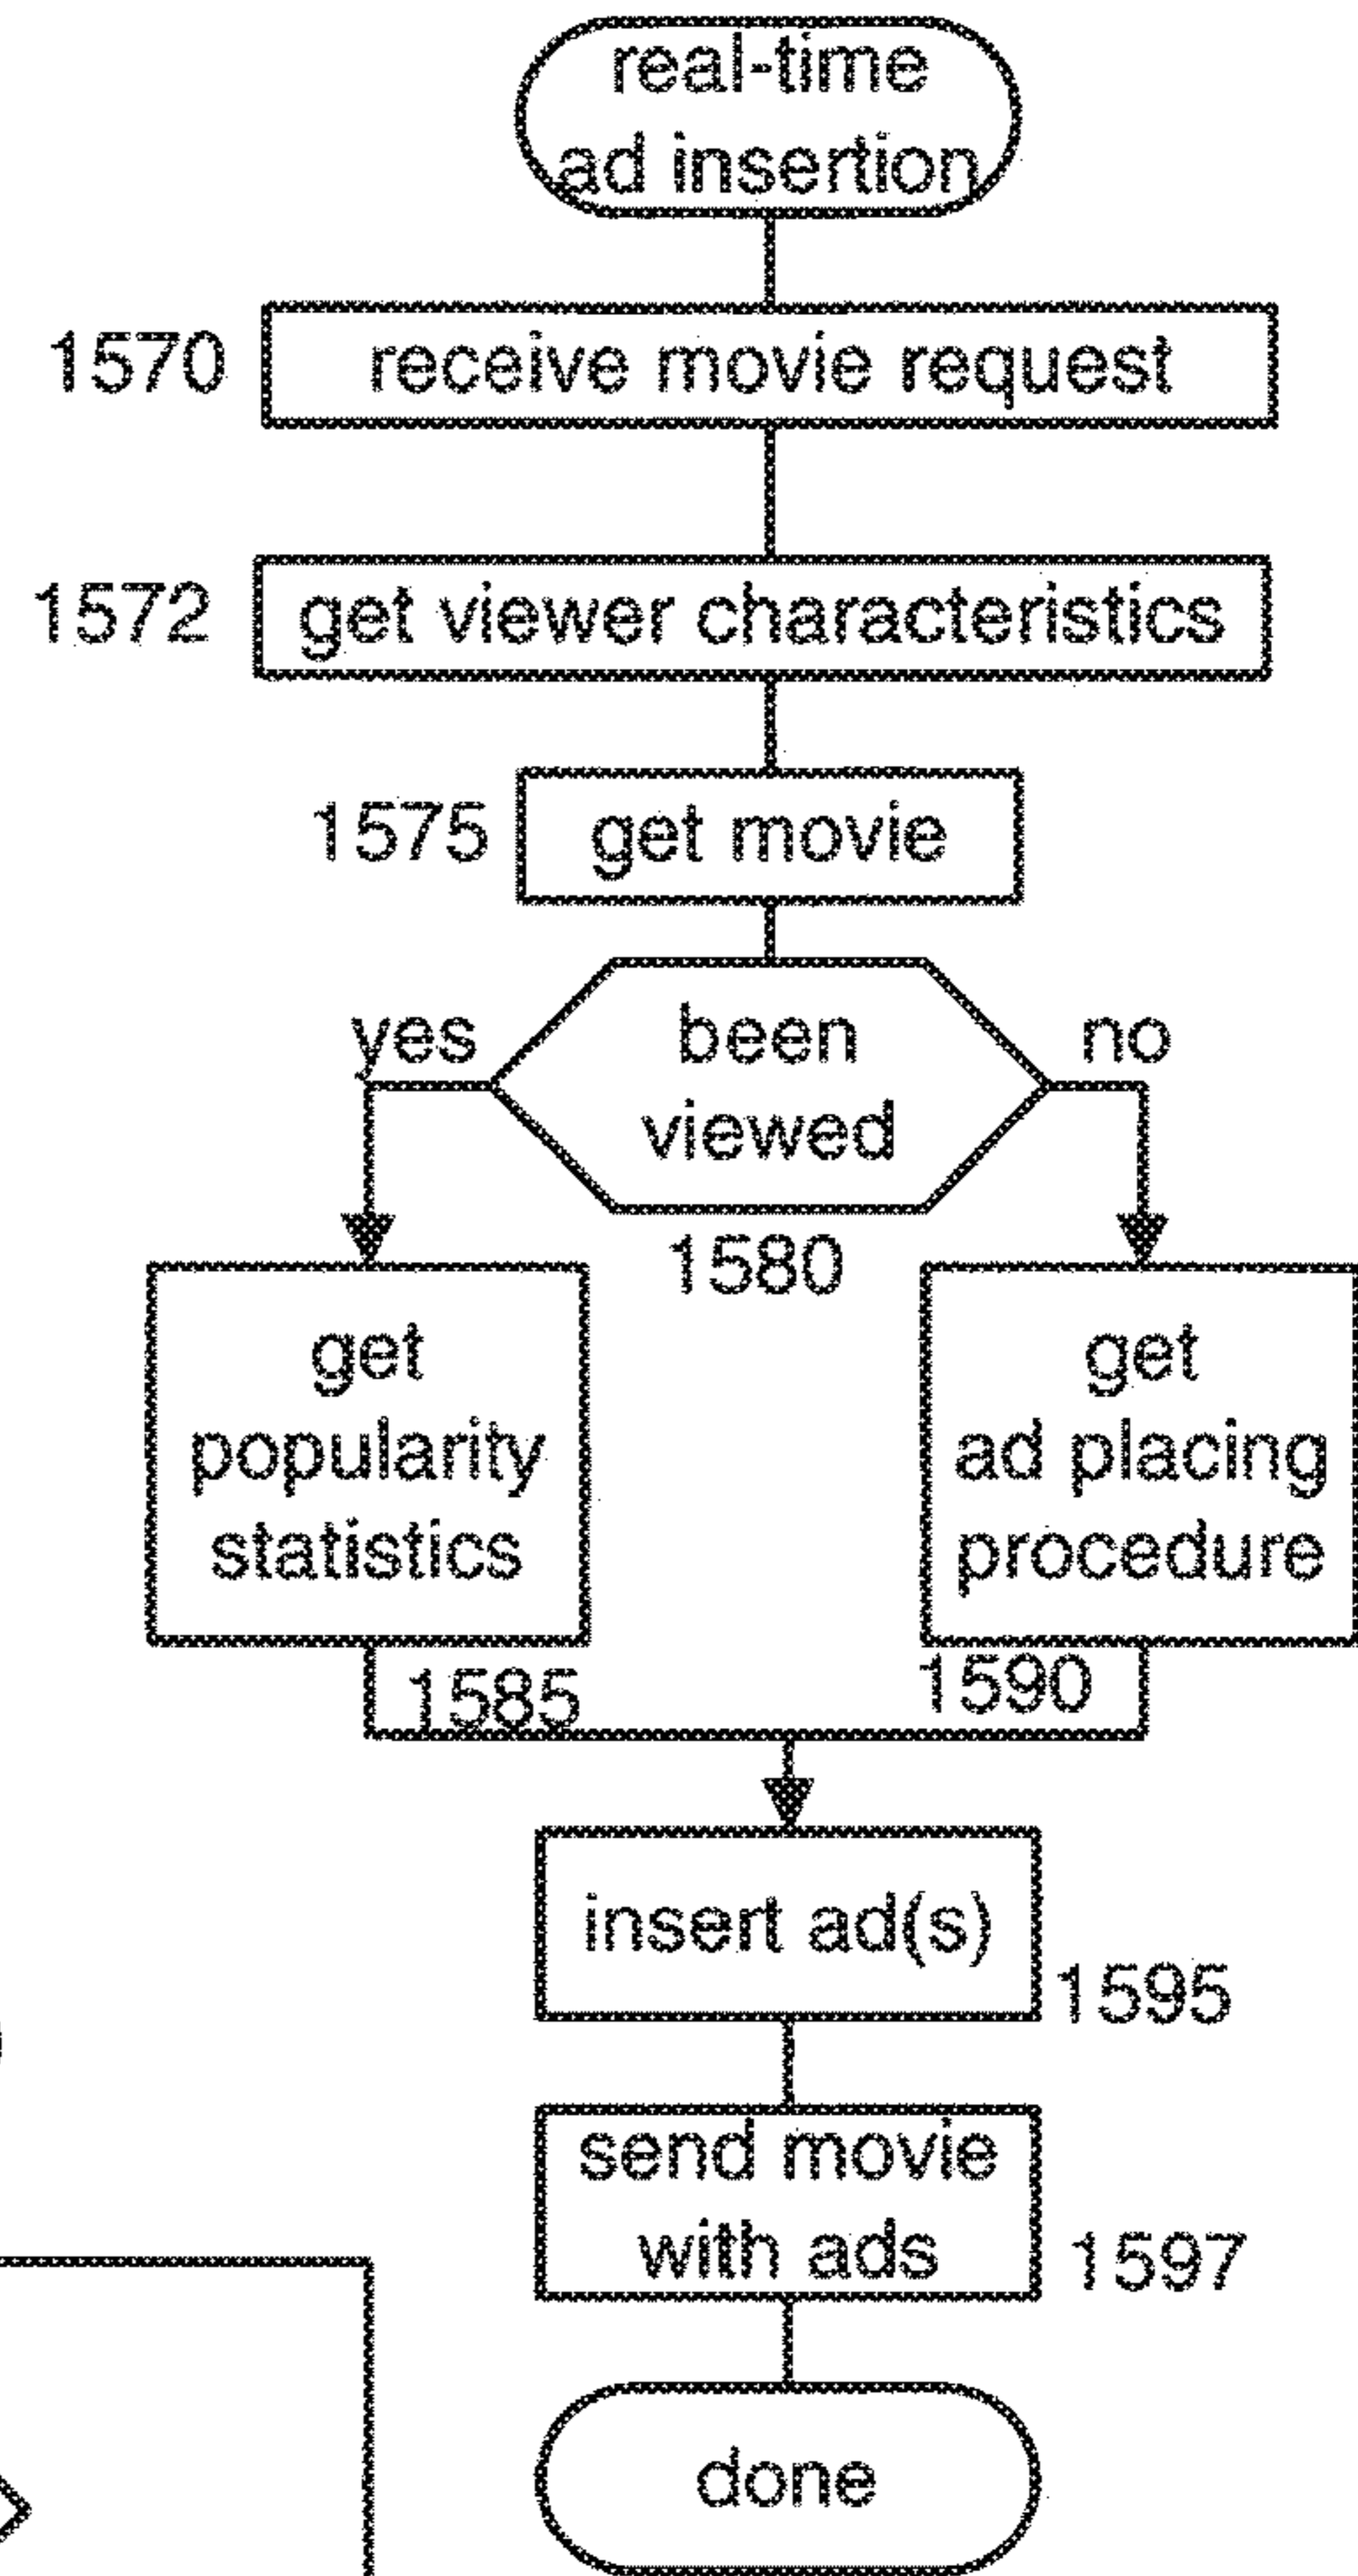 real-time
ad insertion
1570
receive movie request
1572
get viewer characteristics
1575
get movie
yes
been
viewed
no
1580
get
popularity
statistics
1585
get
ad placing
procedure
1590
insert ad(s)
1595
send movie
with ads
1597
done